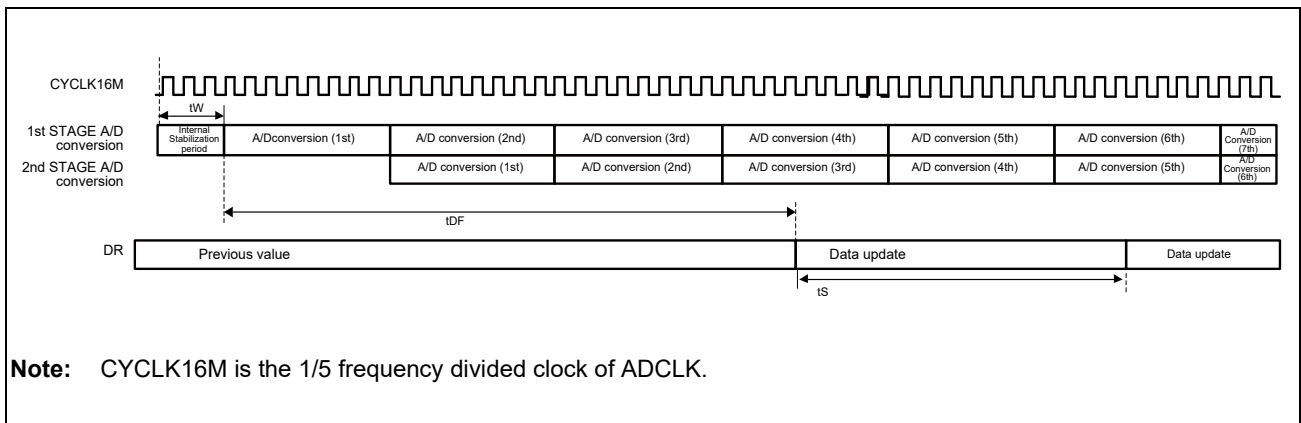 CYCLK16M
tW
1st STAGE A/D
conversion
Internal
Stabilization
period
A/Dconversion (1st)
A/D conversion (2nd)
A/D conversion (3rd)
A/D conversion (4th)
A/D conversion (5th)
A/D conversion (6th)
A/D
Conversion
(7th)
2nd STAGE A/D
conversion
A/D conversion (1st)
A/D conversion (2nd)
A/D conversion (3rd)
A/D conversion (4th)
A/D conversion (5th)
A/D
Conversion
(6th)
tDF
DR
Previous value
Data update
Data update
tS
Note: CYCLK16M is the 1/5 frequency divided clock of ADCLK.